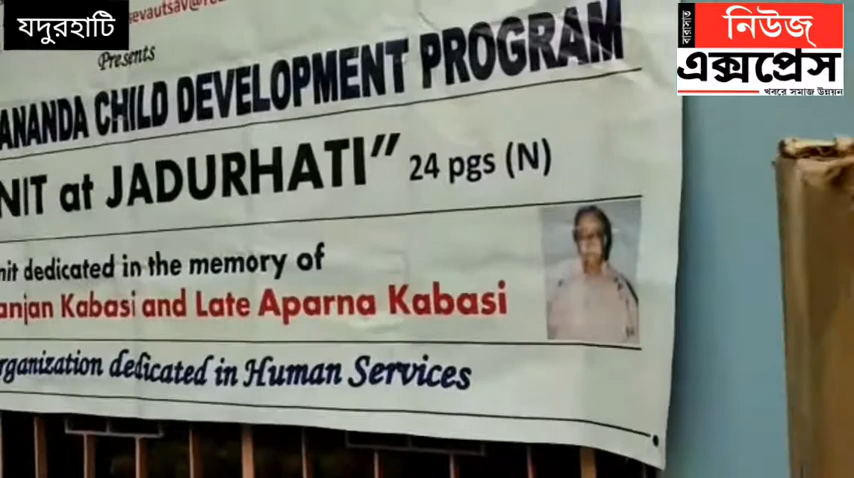 যদুরহাটি
বারাসাত
নিউজ্
এক্সপ্রেস
খবরে সমাজ উন্নয়ন
Presents
ANANDA CHILD DEVELOPMENT PROGRAM
NIT at JADURHATI” 24 pgs (N)
nit dedicated in the memory of
anjan Kabasi and Late Aparna Kabasi
rganization dedicated in Human Services